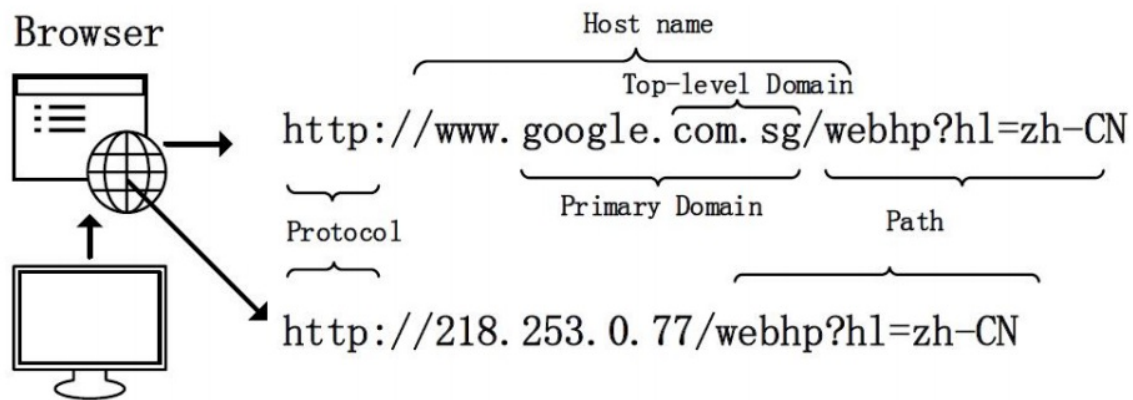 Browser
Host name
Top-level Domain
http://www.google.com.sg/webhp?hl=zh-CN
Primary Domain
Path
Protocol
http://218.253.0.77/webhp?hl=zh-CN